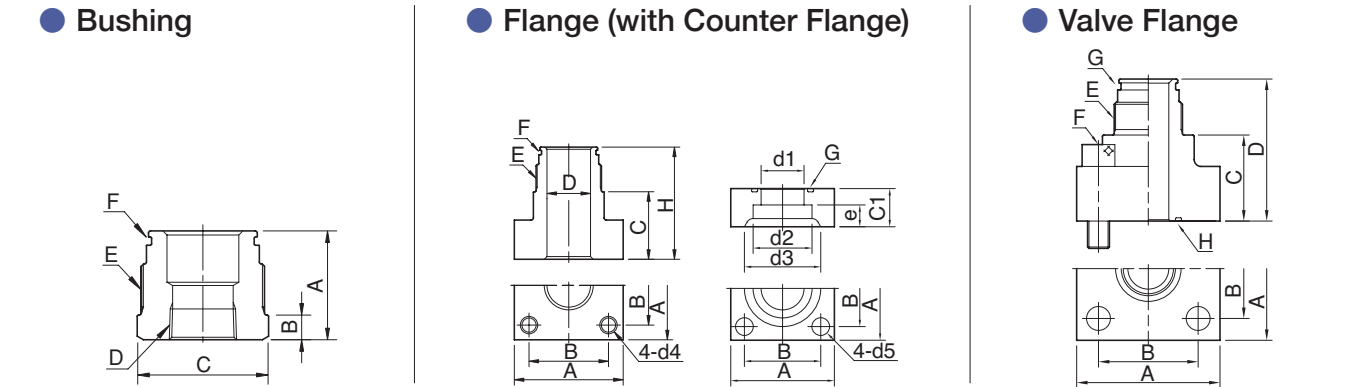 Bushing
F
E
D
C
B
A
Flange (with Counter Flange)
F
E
D
C
H
d1
G
e
C1
d2
d3
B
A
4-d4
B
A
B
A
4-d5
B
A
Valve Flange
G
E
F
C
D
H
B
A
B
A